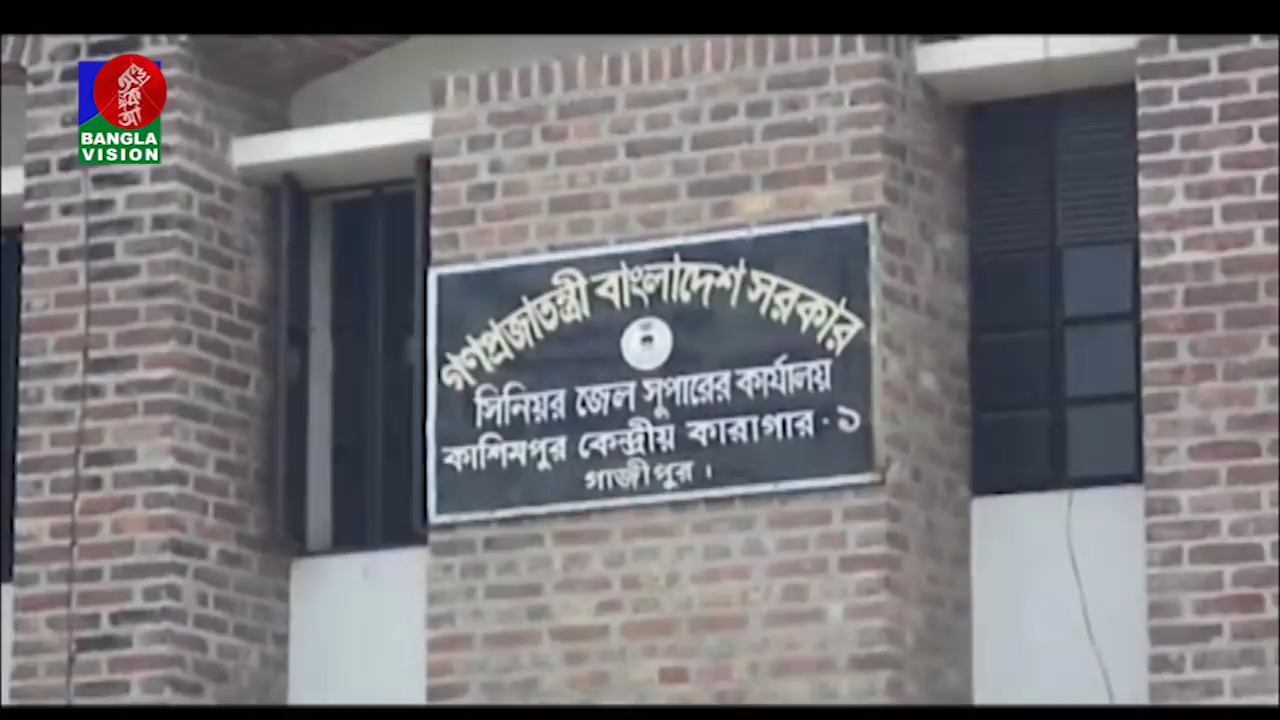 BANGLA
VISION
গণপ্রজাতন্ত্রী বাংলাদেশ সরকার
সিনিয়র জেল সুপারের কার্যালয়
কাশিমপুর কেন্দ্রীয় কারাগার - ১
গাজীপুর।